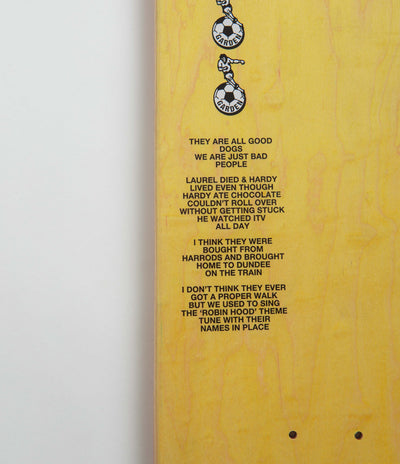 GARDEN
GARDEN
THEY ARE ALL GOOD
DOGS
WE ARE JUST BAD
PEOPLE
LAUREL DIED & HARDY
LIVED EVEN THOUGH
HARDY ATE CHOCOLATE
COULDN'T ROLL OVER
WITHOUT GETTING STUCK
HE WATCHED ITV
ALL DAY
I THINK THEY WERE
BOUGHT FROM
HARRODS AND BROUGHT
HOME TO DUNDEE
ON THE TRAIN
I DON'T THINK THEY EVER
GOT A PROPER WALK
BUT WE USED TO SING
THE 'ROBIN HOOD' THEME
TUNE WITH THEIR
NAMES IN PLACE